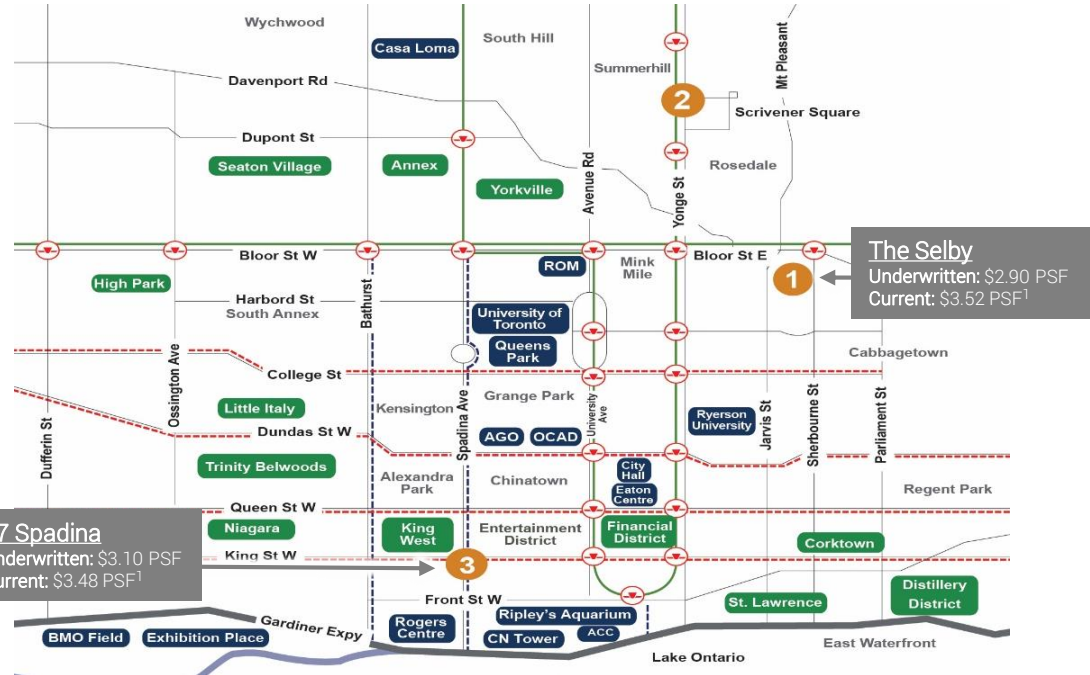 Wychwood
Casa Loma
South Hill
Summerhill
Mt Pleasant
Davenport Rd
2
Scrivener Square
Dupont St
Seaton Village
Annex
Yorkville
Avenue Rd
Yonge St
Rosedale
Bloor St W
ROM
Mink
Mile
Bloor St E
1
The Selby
Underwritten: $2.90 PSF
Current: $3.52 PSF1
High Park
Bathurst
Harbord St
South Annex
University of
Toronto
Queens
Park
Cabbagetown
Ossington Ave
College St
Little Italy
Kensington
Spadina Ave
Grange Park
University
Ave
Ryerson
University
Jarvis St
Sherbourne St
Parliament St
Dufferin St
Dundas St W
AGO
OCAD
Trinity Belwoods
Alexandra
Park
Chinatown
City
Hall
Eaton
Centre
Regent Park
Queen St W
7 Spadina
nderwritten: $3.10 PSF
urrent: $3.48 PSF1
Niagara
King
West
Entertainment
District
Financial
District
Corktown
King St W
3
Front St W
Distillery
District
St. Lawrence
Ripley's Aquarium
Gardiner Expy
Rogers
Centre
CN Tower
ACC
BMO Field
Exhibition Place
East Waterfront
Lake Ontario